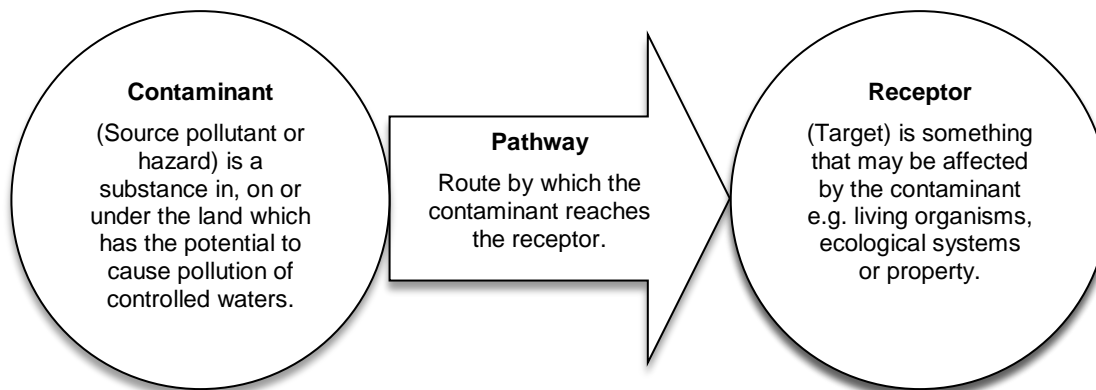 Contaminant
(Source pollutant or
hazard) is a
substance in, on or
under the land which
has the potential to
cause pollution of
controlled waters.
Pathway
Route by which the
contaminant reaches
the receptor.
Receptor
(Target) is something
that may be affected
by the contaminant
e.g. living organisms,
ecological systems
or property.